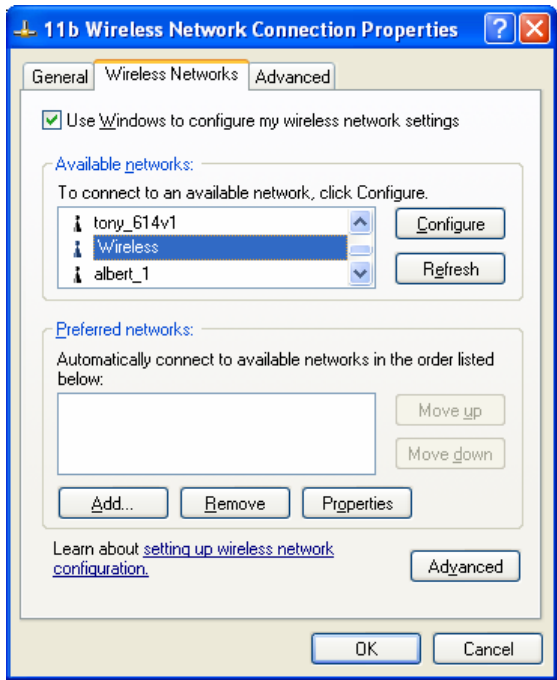 11b Wireless Network Connection Properties
General Wireless Networks Advanced
Use Windows to configure my wireless network settings
Available networks:
To connect to an available network, click Configure.
tony_614v1
Wireless
albert_1
Configure
Refresh
Preferred networks:
Automatically connect to available networks in the order listed
below:
Move up
Move down
Add... Remove Properties
Learn about setting up wireless network
configuration.
Advanced
OK Cancel